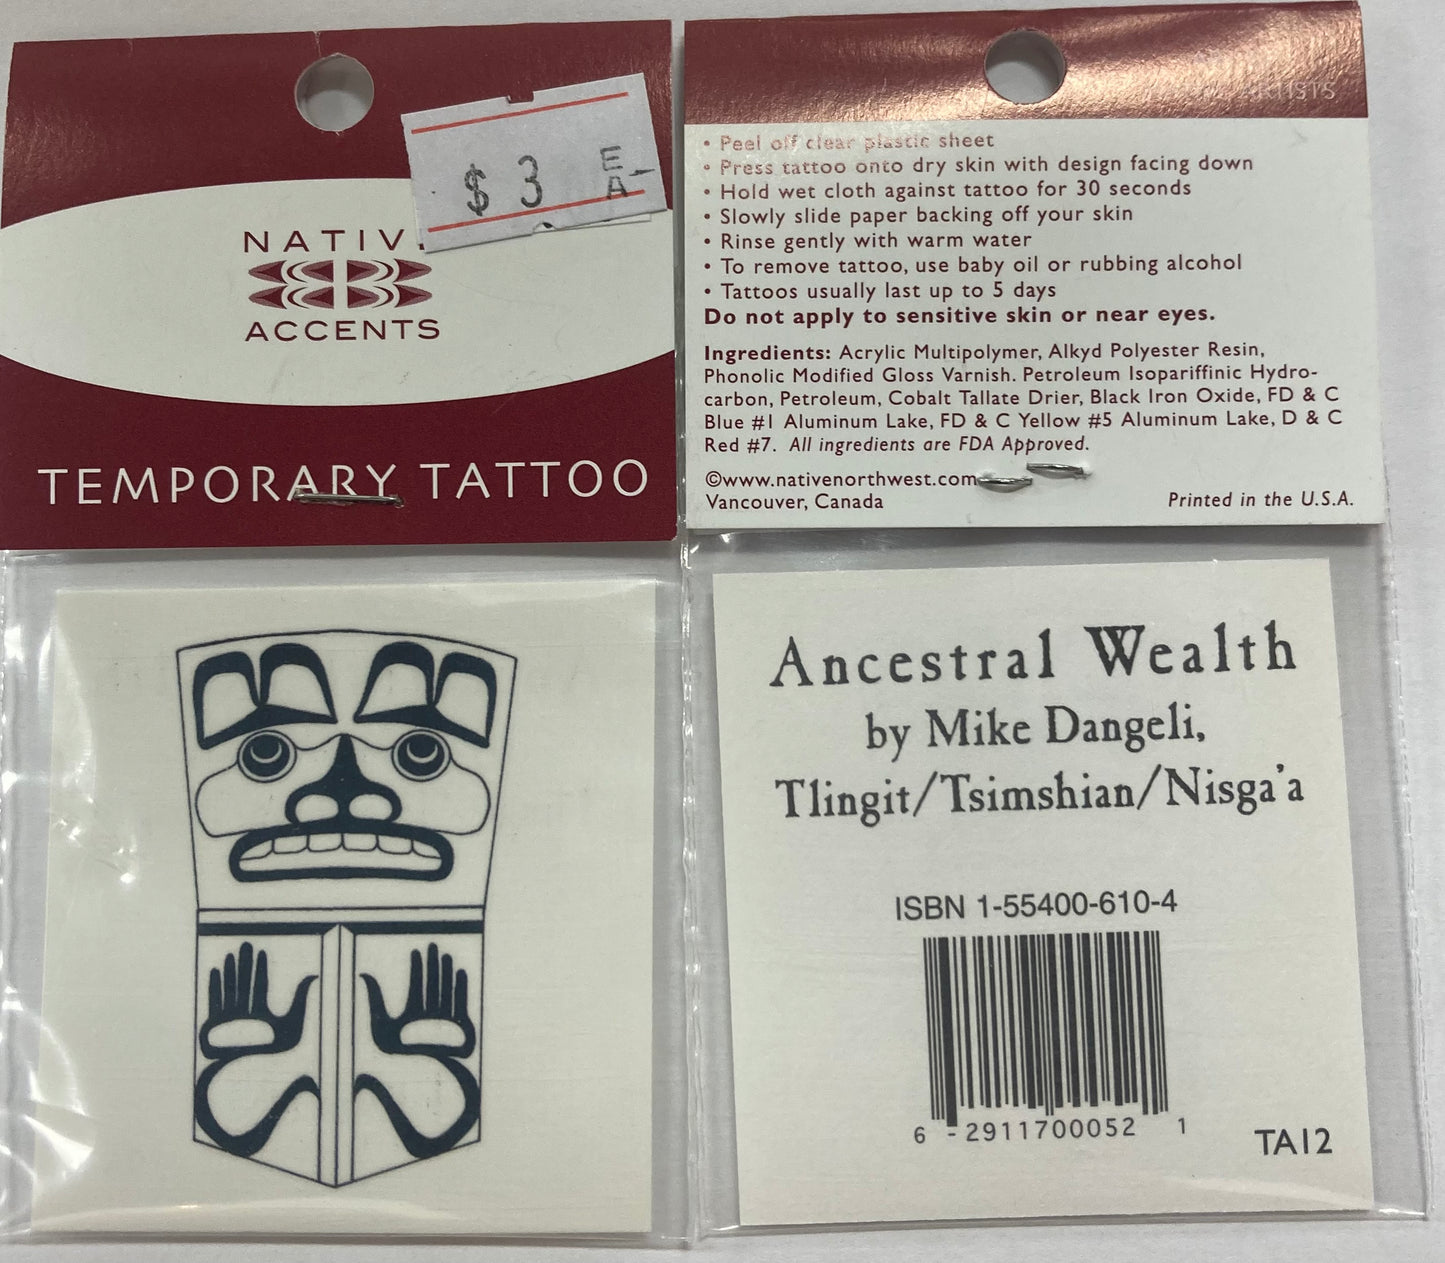 $ 3 EA-
NATIVE
ACCENTS
TEMPORARY TATTOO
ARTISTS
• Peel off clear plastic sheet
• Press tattoo onto dry skin with design facing down
• Hold wet cloth against tattoo for 30 seconds
• Slowly slide paper backing off your skin
• Rinse gently with warm water
• To remove tattoo, use baby oil or rubbing alcohol
• Tattoos usually last up to 5 days
Do not apply to sensitive skin or near eyes.
Ingredients: Acrylic Multipolymer, Alkyd Polyester Resin,
Phonolic Modified Gloss Varnish. Petroleum Isopariffinic Hydro-
carbon, Petroleum, Cobalt Tallate Drier, Black Iron Oxide, FD & C
Blue #1 Aluminum Lake, FD & C Yellow #5 Aluminum Lake, D & C
Red #7. All ingredients are FDA Approved.
©www.nativenorthwest.com
Vancouver, Canada
Printed in the U.S.A.
Ancestral Wealth
by Mike Dangeli,
Tlingit/Tsimshian/Nisga'a
ISBN 1-55400-610-4
6 - 2911700052 1
TA12